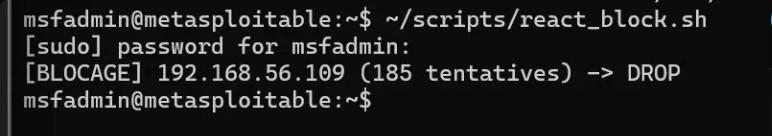 msfadmin@metasploitable:~$ ~/scripts/react_block.sh
[sudo] password for msfadmin:
[BLOCAGE] 192.168.56.109 (185 tentatives) -> DROP
msfadmin@metasploitable:~$